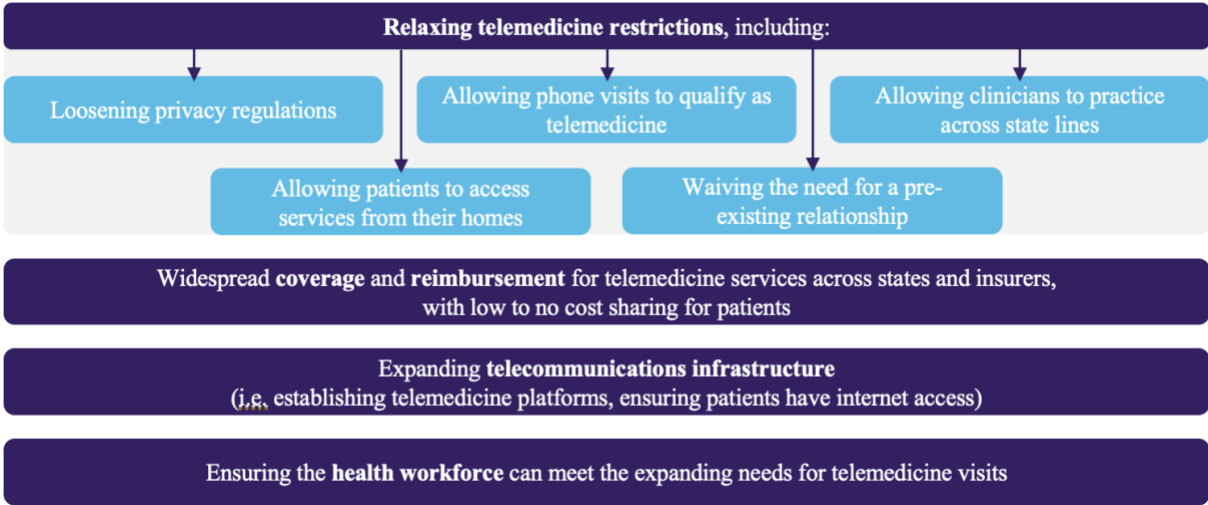 Relaxing telemedicine restrictions, including:
Loosening privacy regulations
Allowing phone visits to qualify as
telemedicine
Allowing clinicians to practice
across state lines
Allowing patients to access
services from their homes
Waiving the need for a pre-
existing relationship
Widespread coverage and reimbursement for telemedicine services across states and insurers,
with low to no cost sharing for patients
Expanding telecommunications infrastructure
(i.e. establishing telemedicine platforms, ensuring patients have internet access)
Ensuring the health workforce can meet the expanding needs for telemedicine visits